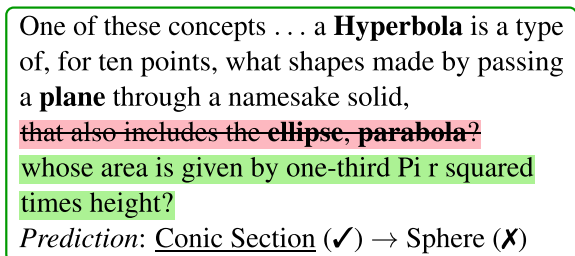 One of these concepts . . . a Hyperbola is a type
of, for ten points, what shapes made by passing
a plane through a namesake solid,
that also includes the ellipse, parabola?
whose area is given by one-third Pi r squared
times height?
Prediction: Conic Section (✓) → Sphere (✗)